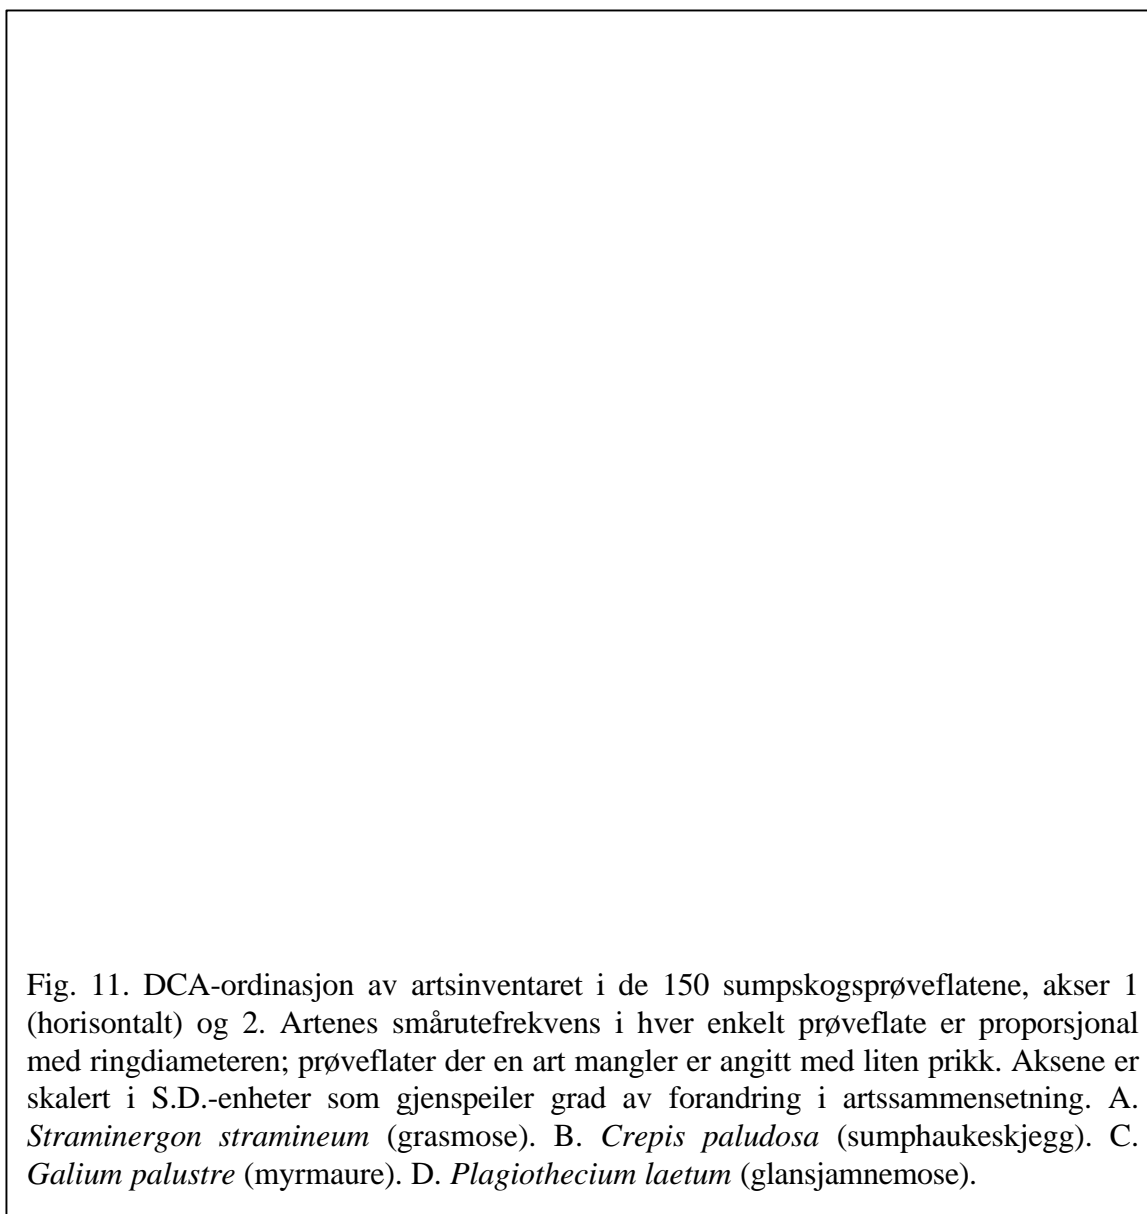 Fig. 11. DCA-ordinasjon av artsinventaret i de 150 sumpskogsprøveflatene, akser 1
(horisontalt) og 2. Artenes smårutefrekvens i hver enkelt prøveflate er proporsjonal
med ringdiameteren; prøveflater der en art mangler er angitt med liten prikk. Aksene er
skalert i S.D.-enheter som gjenspeiler grad av forandring i artssammensetning. A.
Straminergon stramineum (grasmose). B. Crepis paludosa (sumphaukeskjegg). C.
Galium palustre (myrmaure). D. Plagiothecium laetum (glansjamnemose).